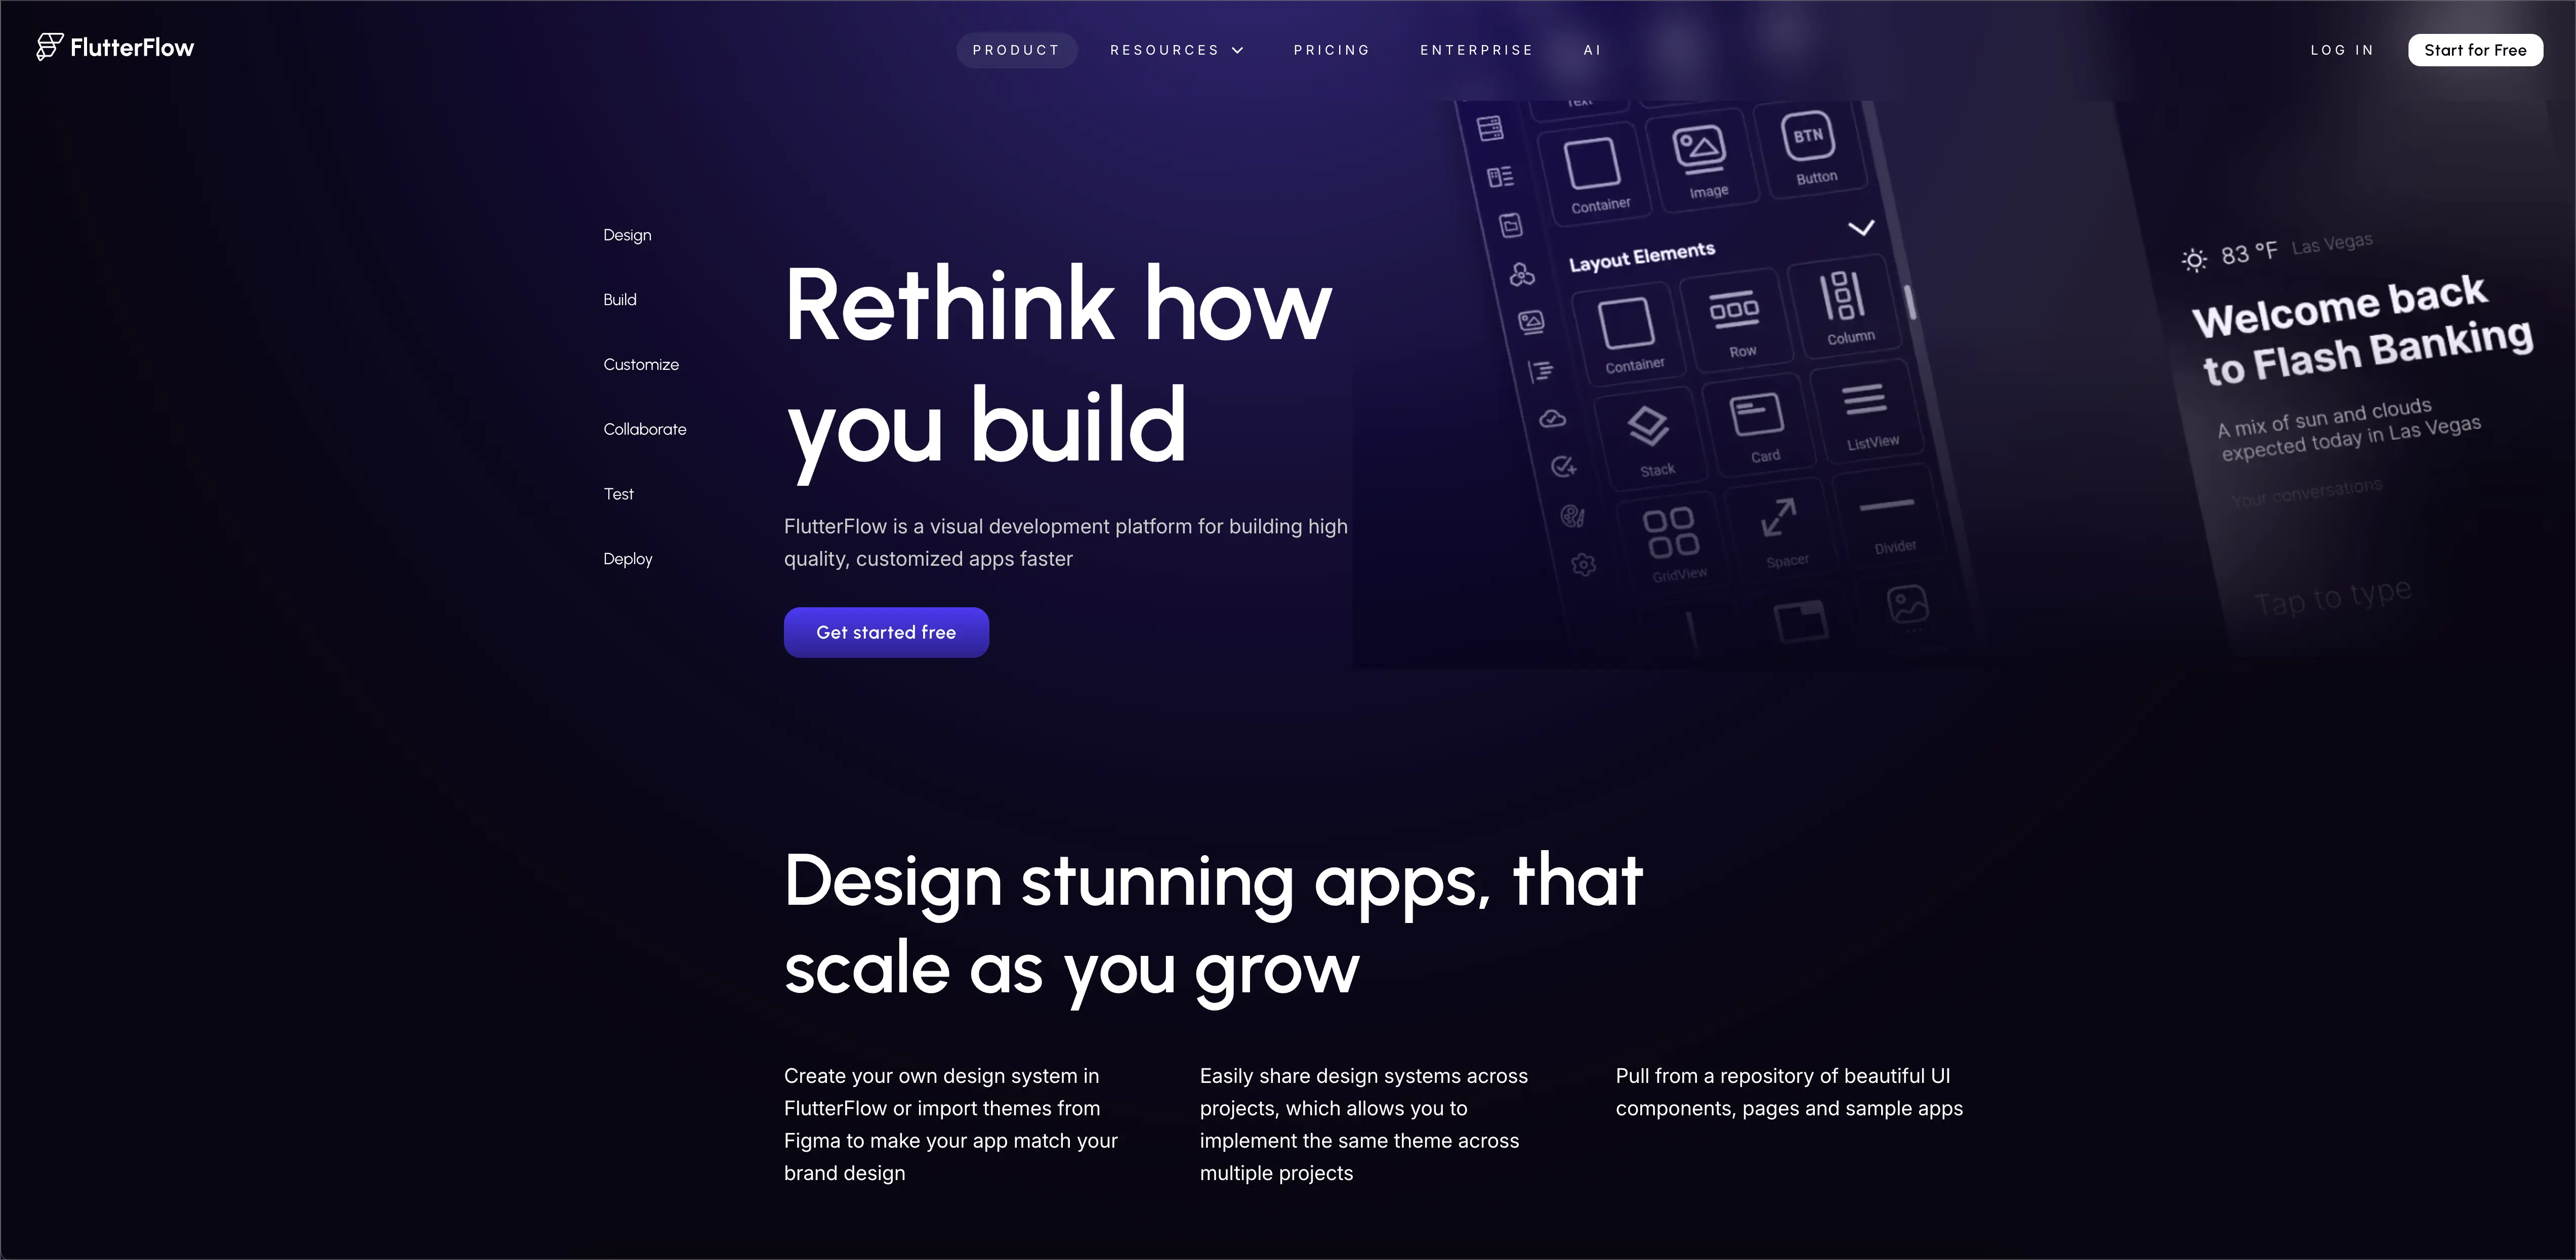 FlutterFlow
PRODUCT
RESOURCES
PRICING
ENTERPRISE
AI
LOG IN
Start for Free
Design
Build
Customize
Collaborate
Test
Deploy
Rethink how
you build
FlutterFlow is a visual development platform for building high
quality, customized apps faster
Get started free
Text
Container
Image
BTN
Button
Layout Elements
Container
Row
Column
Stack
Card
ListView
GridView
Spacer
Divider
83 °F Las Vegas
Welcome back
to Flash Banking
A mix of sun and clouds
expected today in Las Vegas
Your conversations
Tap to type
Design stunning apps, that
scale as you grow
Create your own design system in
FlutterFlow or import themes from
Figma to make your app match your
brand design
Easily share design systems across
projects, which allows you to
implement the same theme across
multiple projects
Pull from a repository of beautiful UI
components, pages and sample apps